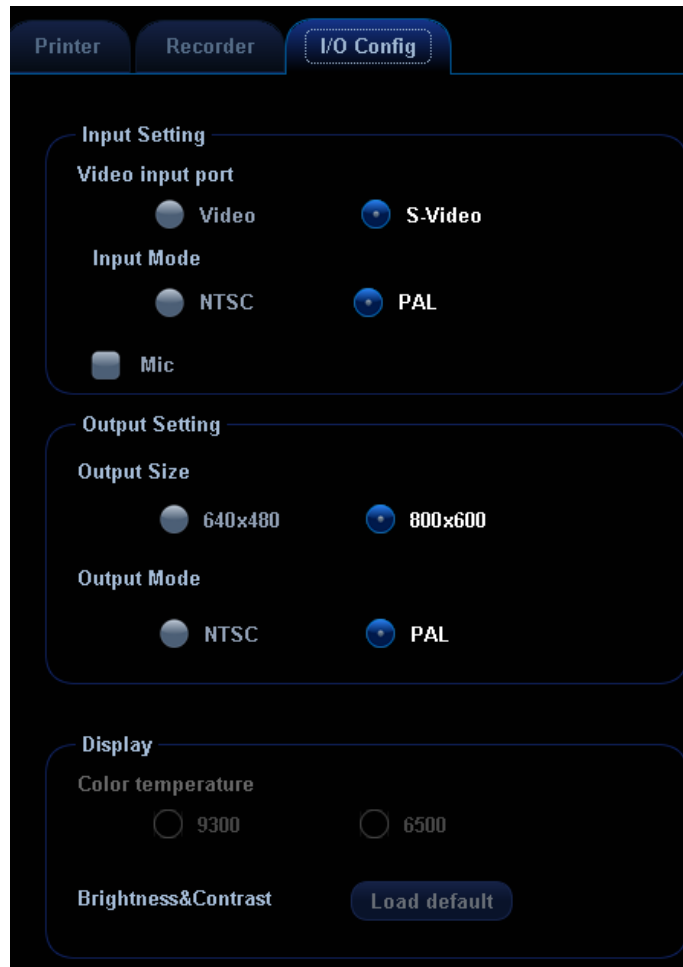 Printer Recorder I/O Config
Input Setting
Video input port
Video S-Video
Input Mode
NTSC PAL
Mic
Output Setting
Output Size
640x480 800x600
Output Mode
NTSC PAL
Display
Color temperature
9300 6500
Brightness&Contrast Load default